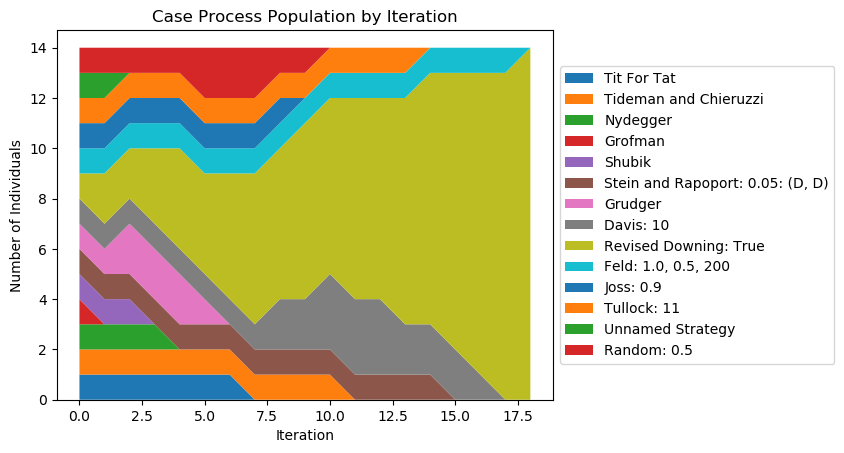 Case Process Population by Iteration
Number of Individuals
14
12
10
8
6
4
2
0
0.0 2.5 5.0 7.5 10.0 12.5 15.0 17.5
Iteration
Tit For Tat
Tideman and Chieruzzi
Nydegger
Grofman
Shubik
Stein and Rapoport: 0.05: (D, D)
Grudger
Davis: 10
Revised Downing: True
Feld: 1.0, 0.5, 200
Joss: 0.9
Tullock: 11
Unnamed Strategy
Random: 0.5